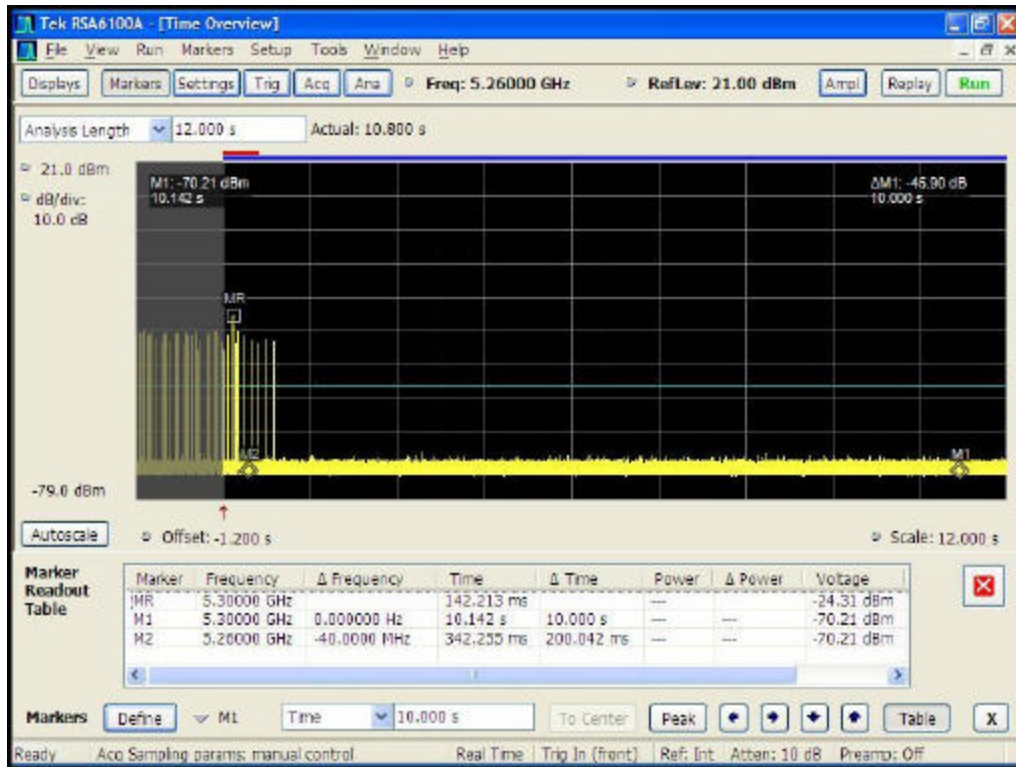 Tek RSA6100A - [Time Overview]
File View Run Markers Setup Tools Window Help
Displays Markers Settings Trig Acq Ana Freq: 5.26000 GHz RefLev: 21.00 dBm Ampl Replay Run
Analysis Length 12.000 s Actual: 10.800 s
21.0 dBm
dB/div:
10.0 dB
M1: -70.21 dBm
10.142 s
ΔM1: -45.90 dB
10.000 s
MR
M2
M1
-79.0 dBm
Autoscale Offset: -1.200 s Scale: 12.000 s
Marker Readout Table
Marker Frequency Δ Frequency Time Δ Time Power Δ Power Voltage
MR 5.30000 GHz 142.213 ms --- -24.31 dBm
M1 5.30000 GHz 0.000000 Hz 10.142 s 10.000 s --- --- -70.21 dBm
M2 5.26000 GHz -40.0000 MHz 342.255 ms 200.042 ms --- --- -70.21 dBm
Markers Define M1 Time 10.000 s To Center Peak Table X
Ready Acq Sampling params: manual control Real Time Trig In (front) Ref: Int Atten: 10 dB Preamp: Off